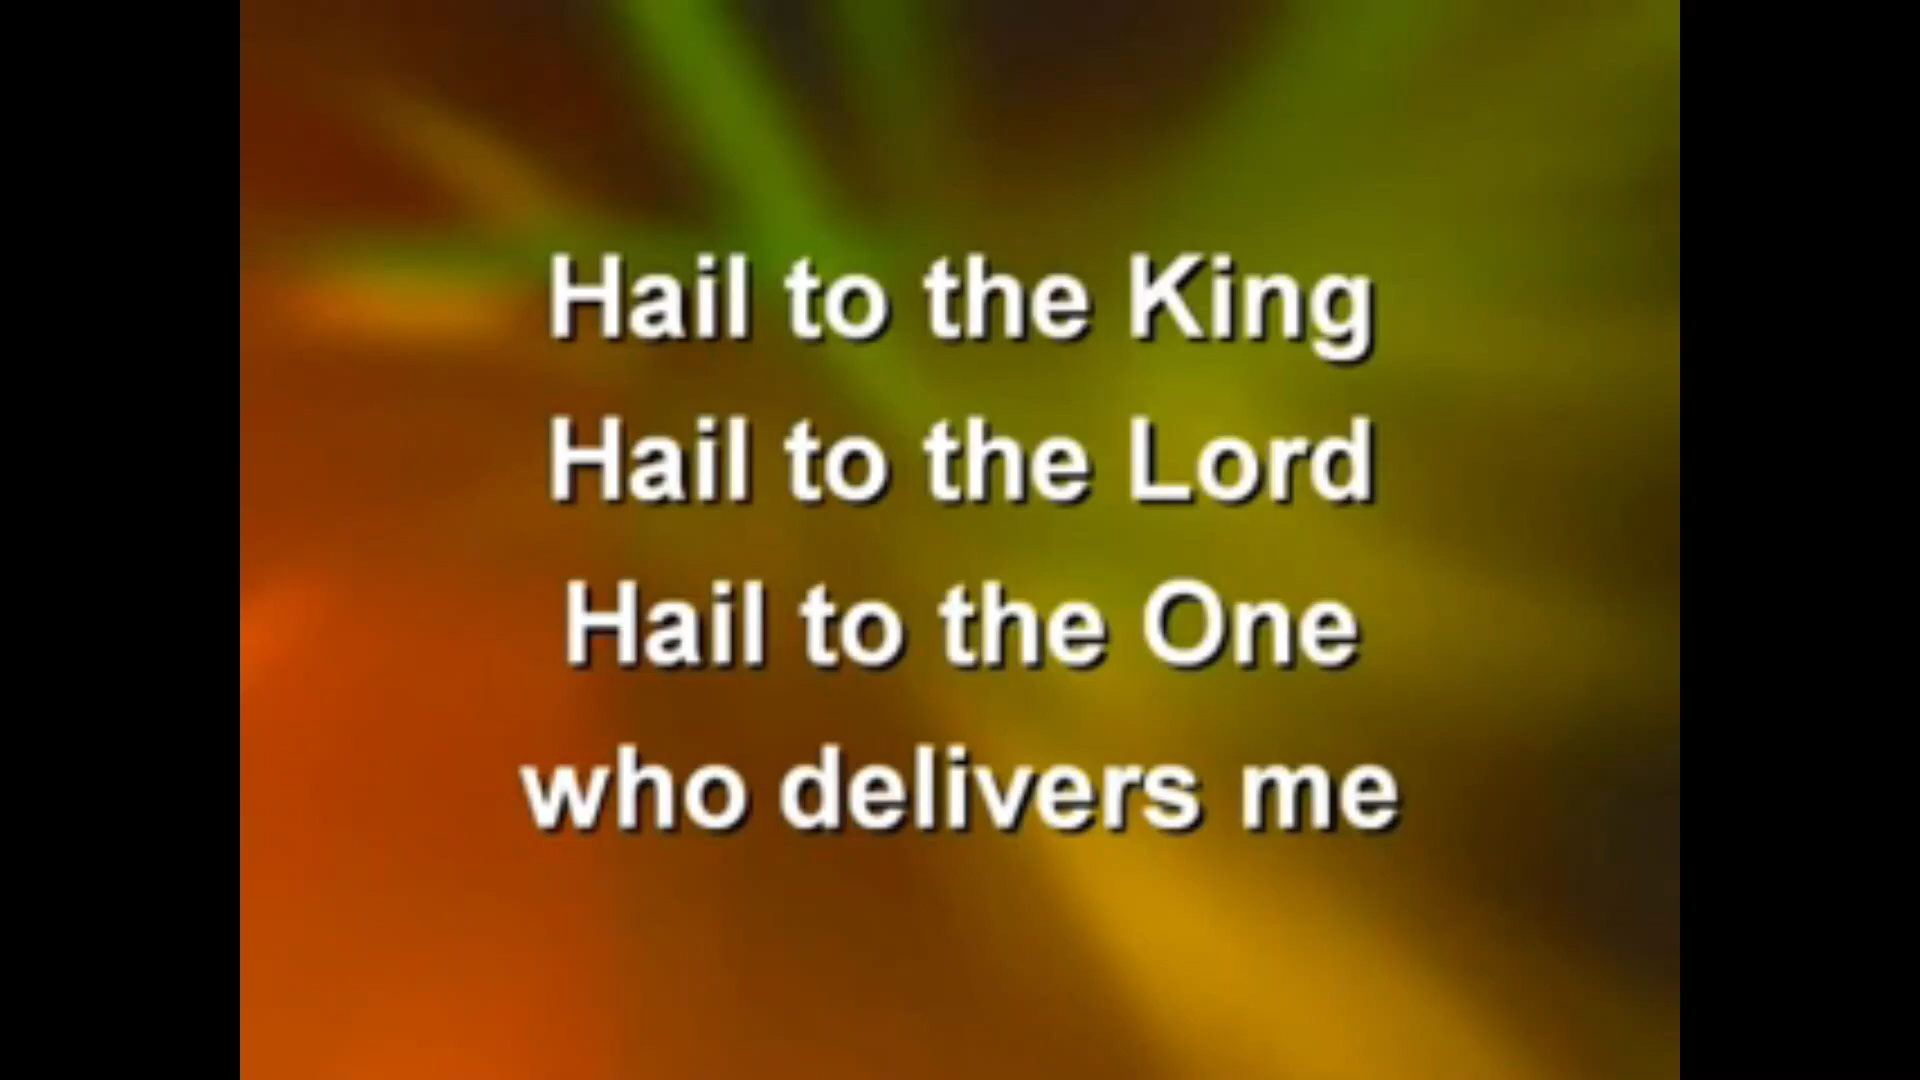 Hail to the King
Hail to the Lord
Hail to the One
who delivers me